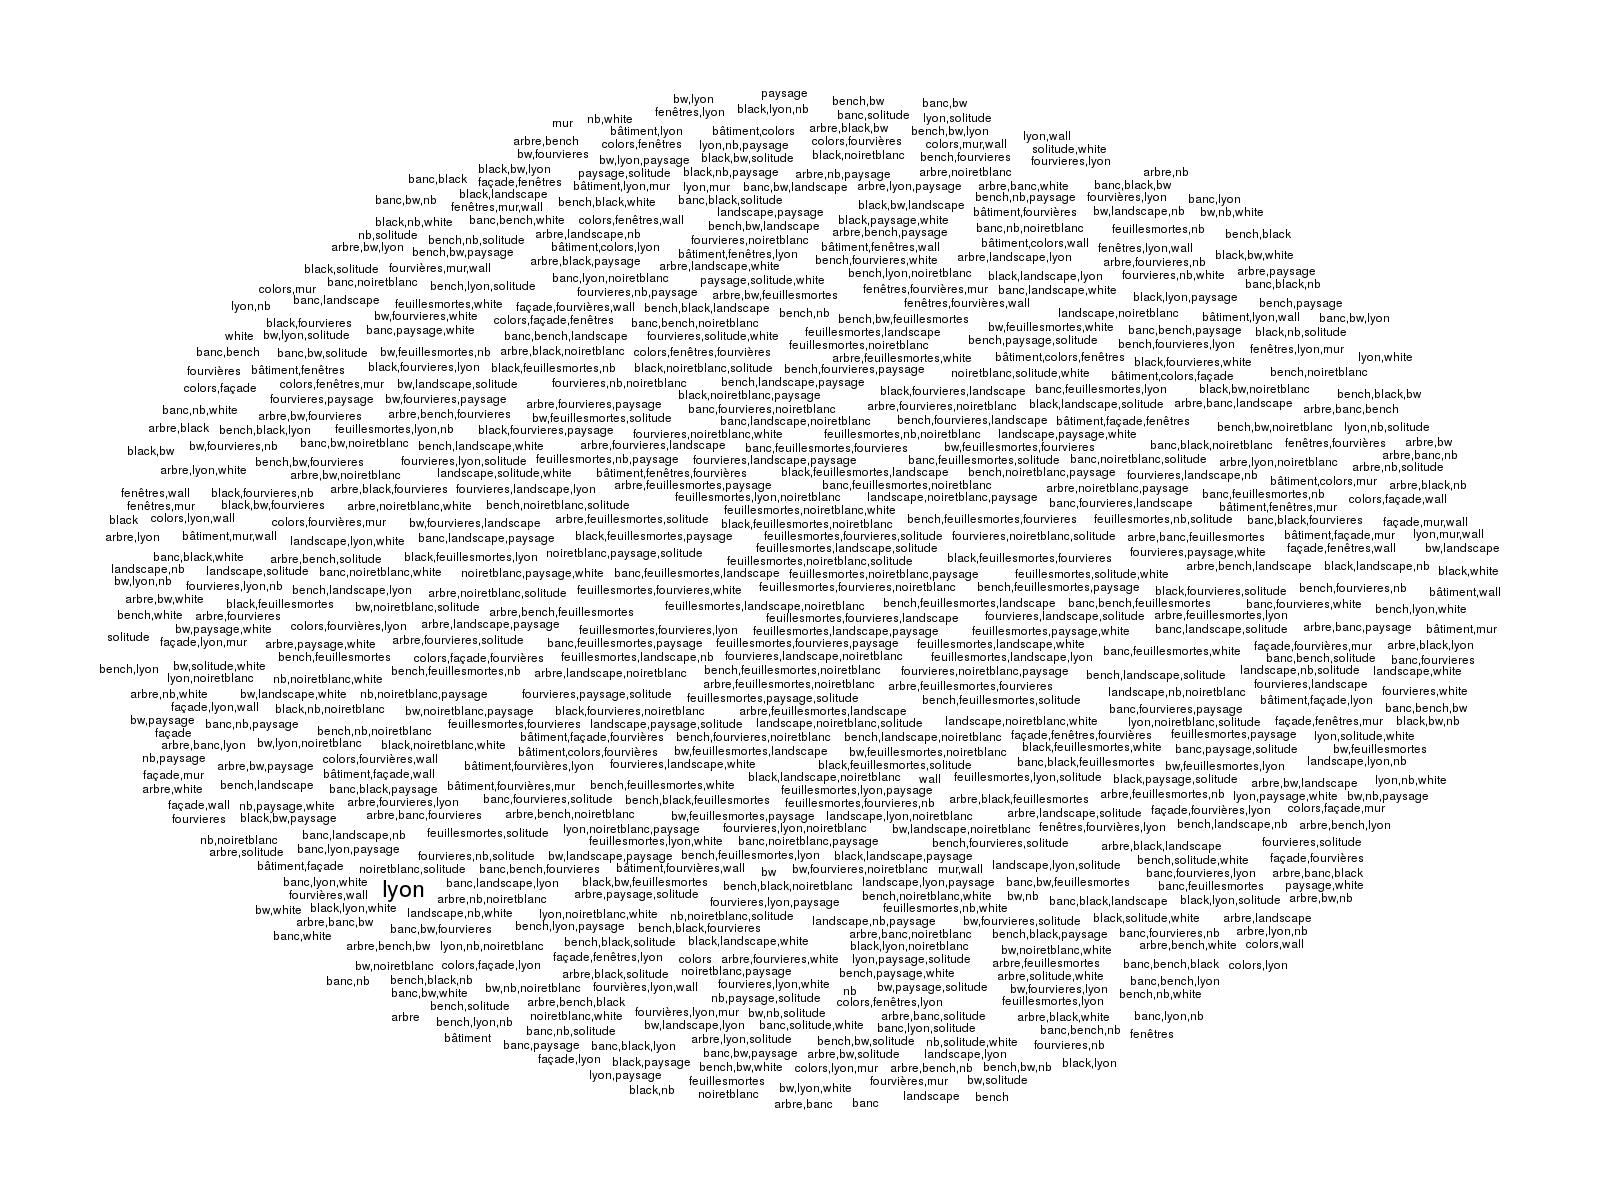 paysage
bw,lyon bench,bw banc,bw
fenêtres,lyon black,lyon,nb banc,solitude lyon,solitude
mur nb,white bâtiment,lyon bâtiment,colors arbre,black,bw bench,bw,lyon lyon,wall
arbre,bench colors,fenêtres lyon,nb,paysage colors,fourvières colors,mur,wall solitude,white
bw,fourvieres bw,lyon,paysage black,bw,solitude black,noiretblanc bench,fourvieres fourvieres,lyon
black,bw,lyon paysage,solitude black,nb,paysage arbre,nb,paysage arbre,noiretblanc arbre,nb
banc,black façade,fenêtres bâtiment,lyon,mur lyon,mur banc,bw,landscape arbre,lyon,paysage arbre,banc,white banc,black,bw
banc,bw,nb black,landscape bench,black,white banc,black,solitude black,bw,landscape bench,nb,paysage fourvières,lyon banc,lyon
fenêtres,mur,wall landscape,paysage bâtiment,fourvières bw,landscape,nb bw,nb,white
black,nb,white banc,bench,white colors,fenêtres,wall bench,bw,landscape black,paysage,white banc,nb,noiretblanc feuillesmortes,nb
nb,solitude bench,nb,solitude arbre,landscape,nb fourvieres,noiretblanc arbre,bench,paysage bâtiment,colors,wall bench,black
arbre,bw,lyon bench,bw,paysage bâtiment,colors,lyon bâtiment,fenêtres,lyon bâtiment,fenêtres,wall arbre,landscape,lyon fenêtres,lyon,wall black,bw,white
black,solitude fourvières,mur,wall arbre,black,paysage arbre,landscape,white bench,fourvieres,white arbre,fourvieres,nb arbre,paysage
banc,noiretblanc bench,lyon,solitude banc,lyon,noiretblanc paysage,solitude,white bench,lyon,noiretblanc black,landscape,lyon fourvieres,nb,white banc,black,nb
colors,mur banc,landscape fourvieres,nb,paysage arbre,bw,feuillesmortes fenêtres,fourvières,mur banc,landscape,white black,lyon,paysage
lyon,nb feuillesmortes,white façade,fourvières,wall bench,black,landscape bench,nb fenêtres,fourvières,wall landscape,noiretblanc bench,paysage
black,fourvieres bw,fourvieres,white colors,façade,fenêtres banc,bench,noiretblanc bench,bw,feuillesmortes bâtiment,lyon,wall banc,bw,lyon
white bw,lyon,solitude banc,paysage,white banc,bench,landscape fourvieres,solitude,white feuillesmortes,landscape bw,feuillesmortes,white banc,bench,paysage black,nb,solitude
banc,bench banc,bw,solitude bw,feuillesmortes,nb arbre,black,noiretblanc colors,fenêtres,fourvières feuillesmortes,noiretblanc bench,paysage,solitude bench,fourvieres,lyon fenêtres,lyon,mur
fourvières bâtiment,fenêtres black,fourvieres,lyon black,feuillesmortes,nb black,noiretblanc,solitude bench,fourvieres,paysage arbre,feuillesmortes,white bâtiment,colors,fenêtres black,fourvieres,white lyon,white
colors,façade colors,fenêtres,mur bw,landscape,solitude fourvieres,nb,noiretblanc bench,landscape,paysage noiretblanc,solitude,white bâtiment,colors,façade bench,noiretblanc
fourvieres,paysage bw,fourvieres,paysage black,noiretblanc,paysage black,fourvieres,landscape banc,feuillesmortes,lyon black,bw,noiretblanc bench,black,bw
banc,nb,white arbre,bw,fourvieres arbre,bench,fourvieres arbre,fourvieres,paysage banc,fourvieres,noiretblanc arbre,fourvieres,noiretblanc black,landscape,solitude arbre,banc,landscape arbre,banc,bench
arbre,black bench,black,lyon feuillesmortes,lyon,nb bw,feuillesmortes,solitude banc,landscape,noiretblanc bench,fourvieres,landscape bâtiment,façade,fenêtres bench,bw,noiretblanc lyon,nb,solitude
black,fourvieres,paysage fourvieres,noiretblanc,white feuillesmortes,nb,noiretblanc landscape,paysage,white
black,bw bw,fourvieres,nb banc,bw,noiretblanc bench,landscape,white arbre,fourvieres,landscape banc,feuillesmortes,fourvieres bw,feuillesmortes,fourvieres banc,black,noiretblanc fenêtres,fourvières arbre,bw
bench,bw,fourvieres fourvieres,lyon,solitude feuillesmortes,nb,paysage fourvieres,landscape,paysage banc,feuillesmortes,solitude banc,noiretblanc,solitude arbre,lyon,noiretblanc arbre,banc,nb
arbre,lyon,white arbre,bw,noiretblanc landscape,solitude,white bâtiment,fenêtres,fourvières black,feuillesmortes,landscape bench,noiretblanc,paysage fourvieres,landscape,nb arbre,nb,solitude
fenêtres,wall black,fourvieres,nb arbre,black,fourvieres fourvieres,landscape,lyon arbre,feuillesmortes,paysage banc,feuillesmortes,noiretblanc arbre,noiretblanc,paysage bâtiment,colors,mur arbre,black,nb
fenêtres,mur black,bw,fourvieres arbre,noiretblanc,white bench,noiretblanc,solitude feuillesmortes,lyon,noiretblanc landscape,noiretblanc,paysage banc,fourvieres,landscape banc,feuillesmortes,nb colors,façade,wall
feuillesmortes,noiretblanc,white bâtiment,fenêtres,mur
black colors,lyon,wall colors,fourvières,mur bw,fourvieres,landscape arbre,feuillesmortes,solitude black,feuillesmortes,noiretblanc bench,feuillesmortes,fourvieres feuillesmortes,nb,solitude banc,black,fourvieres façade,mur,wall
arbre,lyon bâtiment,mur,wall landscape,lyon,white banc,landscape,paysage black,feuillesmortes,paysage feuillesmortes,fourvieres,solitude fourvieres,noiretblanc,solitude arbre,banc,feuillesmortes bâtiment,façade,mur lyon,mur,wall
feuillesmortes,landscape,solitude façade,fenêtres,wall bw,landscape
banc,black,white arbre,bench,solitude black,feuillesmortes,lyon noiretblanc,paysage,solitude feuillesmortes,noiretblanc,solitude black,feuillesmortes,fourvieres fourvieres,paysage,white
landscape,nb landscape,solitude banc,noiretblanc,white noiretblanc,paysage,white banc,feuillesmortes,landscape feuillesmortes,noiretblanc,paysage feuillesmortes,solitude,white arbre,bench,landscape black,landscape,nb black,white
bw,lyon,nb fourvieres,lyon,nb bench,landscape,lyon arbre,noiretblanc,solitude feuillesmortes,fourvieres,white feuillesmortes,fourvieres,noiretblanc bench,feuillesmortes,paysage black,fourvieres,solitude bench,fourvieres,nb bâtiment,wall
arbre,bw,white black,feuillesmortes bw,noiretblanc,solitude arbre,bench,feuillesmortes feuillesmortes,landscape,noiretblanc bench,feuillesmortes,landscape banc,bench,feuillesmortes banc,fourvieres,white bench,lyon,white
bench,white arbre,fourvieres feuillesmortes,fourvieres,landscape fourvieres,landscape,solitude arbre,feuillesmortes,lyon
bw,paysage,white colors,fourvières,lyon arbre,landscape,paysage feuillesmortes,fourvieres,lyon feuillesmortes,landscape,paysage feuillesmortes,paysage,white banc,landscape,solitude arbre,banc,paysage bâtiment,mur
solitude façade,lyon,mur arbre,paysage,white arbre,fourvieres,solitude banc,feuillesmortes,paysage feuillesmortes,fourvieres,paysage feuillesmortes,landscape,white banc,feuillesmortes,white façade,fourvières,mur arbre,black,lyon
bench,feuillesmortes colors,façade,fourvières feuillesmortes,landscape,nb fourvieres,landscape,noiretblanc feuillesmortes,landscape,lyon banc,bench,solitude banc,fourvieres
bench,lyon bw,solitude,white bench,feuillesmortes,nb arbre,landscape,noiretblanc bench,feuillesmortes,noiretblanc fourvieres,noiretblanc,paysage bench,landscape,solitude landscape,nb,solitude landscape,white
lyon,noiretblanc nb,noiretblanc,white arbre,feuillesmortes,noiretblanc arbre,feuillesmortes,fourvieres fourvieres,landscape
arbre,nb,white bw,landscape,white nb,noiretblanc,paysage fourvieres,paysage,solitude feuillesmortes,paysage,solitude bench,feuillesmortes,solitude landscape,nb,noiretblanc bâtiment,façade,lyon fourvieres,white
façade,lyon,wall black,nb,noiretblanc bw,noiretblanc,paysage black,fourvieres,noiretblanc arbre,feuillesmortes,landscape banc,fourvieres,paysage banc,bench,bw
bw,paysage banc,nb,paysage bench,nb,noiretblanc feuillesmortes,fourvieres landscape,paysage,solitude landscape,noiretblanc,solitude landscape,noiretblanc,white lyon,noiretblanc,solitude façade,fenêtres,mur black,bw,nb
façade bâtiment,façade,fourvières bench,fourvieres,noiretblanc bench,landscape,noiretblanc façade,fenêtres,fourvières feuillesmortes,paysage lyon,solitude,white
arbre,banc,lyon bw,lyon,noiretblanc black,noiretblanc,white bâtiment,colors,fourvières bw,feuillesmortes,landscape bw,feuillesmortes,noiretblanc black,feuillesmortes,white banc,paysage,solitude bw,feuillesmortes
nb,paysage arbre,bw,paysage colors,fourvières,wall bâtiment,fourvières,lyon fourvieres,landscape,white black,feuillesmortes,solitude banc,black,feuillesmortes bw,feuillesmortes,lyon landscape,lyon,nb
façade,mur bâtiment,façade,wall black,landscape,noiretblanc wall feuillesmortes,lyon,solitude black,paysage,solitude arbre,bw,landscape lyon,nb,white
arbre,white bench,landscape banc,black,paysage bâtiment,fourvières,mur bench,feuillesmortes,white feuillesmortes,lyon,paysage arbre,feuillesmortes,nb lyon,paysage,white bw,nb,paysage
façade,wall nb,paysage,white arbre,fourvieres,lyon banc,fourvieres,solitude bench,black,feuillesmortes feuillesmortes,fourvieres,nb arbre,black,feuillesmortes façade,fourvières,lyon colors,façade,mur
fourvieres black,bw,paysage arbre,banc,fourvieres arbre,bench,noiretblanc bw,feuillesmortes,paysage landscape,lyon,noiretblanc arbre,landscape,solitude
banc,landscape,nb feuillesmortes,solitude lyon,noiretblanc,paysage fourvieres,lyon,noiretblanc bw,landscape,noiretblanc fenêtres,fourvières,lyon bench,landscape,nb arbre,bench,lyon
nb,noiretblanc banc,lyon,paysage feuillesmortes,lyon,white banc,noiretblanc,paysage bench,fourvieres,solitude arbre,black,landscape fourvieres,solitude
arbre,solitude fourvieres,nb,solitude bw,landscape,paysage bench,feuillesmortes,lyon black,landscape,paysage bench,solitude,white façade,fourvières
bâtiment,façade noiretblanc,solitude banc,bench,fourvieres bâtiment,fourvières,wall bw bw,fourvieres,noiretblanc mur,wall landscape,lyon,solitude banc,fourvieres,lyon arbre,banc,black
banc,lyon,white lyon banc,landscape,lyon black,bw,feuillesmortes bench,black,noiretblanc landscape,lyon,paysage banc,bw,feuillesmortes banc,feuillesmortes paysage,white
fourvières,wall arbre,nb,noiretblanc arbre,paysage,solitude fourvieres,lyon,paysage bench,noiretblanc,white bw,nb banc,black,landscape black,lyon,solitude arbre,bw,nb
bw,white black,lyon,white landscape,nb,white lyon,noiretblanc,white nb,noiretblanc,solitude feuillesmortes,nb,white
arbre,banc,bw banc,bw,fourvieres bench,lyon,paysage bench,black,fourvieres landscape,nb,paysage bw,fourvieres,solitude black,solitude,white arbre,landscape
banc,white arbre,banc,noiretblanc bench,black,paysage banc,fourvieres,nb arbre,lyon,nb
arbre,bench,bw lyon,nb,noiretblanc bench,black,solitude black,landscape,white black,lyon,noiretblanc bw,noiretblanc,white arbre,bench,white colors,wall
bw,noiretblanc colors,façade,lyon façade,fenêtres,lyon colors arbre,fourvieres,white lyon,paysage,solitude arbre,feuillesmortes banc,bench,black colors,lyon
banc,nb bench,black,nb arbre,black,solitude noiretblanc,paysage bench,paysage,white arbre,solitude,white banc,bench,lyon
banc,bw,white bw,nb,noiretblanc fourvières,lyon,wall fourvieres,lyon,white nb bw,paysage,solitude bw,fourvieres,lyon bench,nb,white
bench,solitude arbre,bench,black nb,paysage,solitude colors,fenêtres,lyon feuillesmortes,lyon
arbre bench,lyon,nb noiretblanc,white fourvières,lyon,mur bw,nb,solitude arbre,banc,solitude arbre,black,white banc,lyon,nb
banc,nb,solitude bw,landscape,lyon banc,solitude,white banc,lyon,solitude banc,bench,nb fenêtres
bâtiment banc,paysage banc,black,lyon arbre,lyon,solitude bench,bw,solitude nb,solitude,white fourvieres,nb
façade,lyon black,paysage banc,bw,paysage arbre,bw,solitude landscape,lyon black,lyon
lyon,paysage bench,bw,white colors,lyon,mur arbre,bench,nb bench,bw,nb
black,nb feuillesmortes fourvières,mur bw,solitude
noiretblanc bw,lyon,white landscape bench
arbre,banc banc